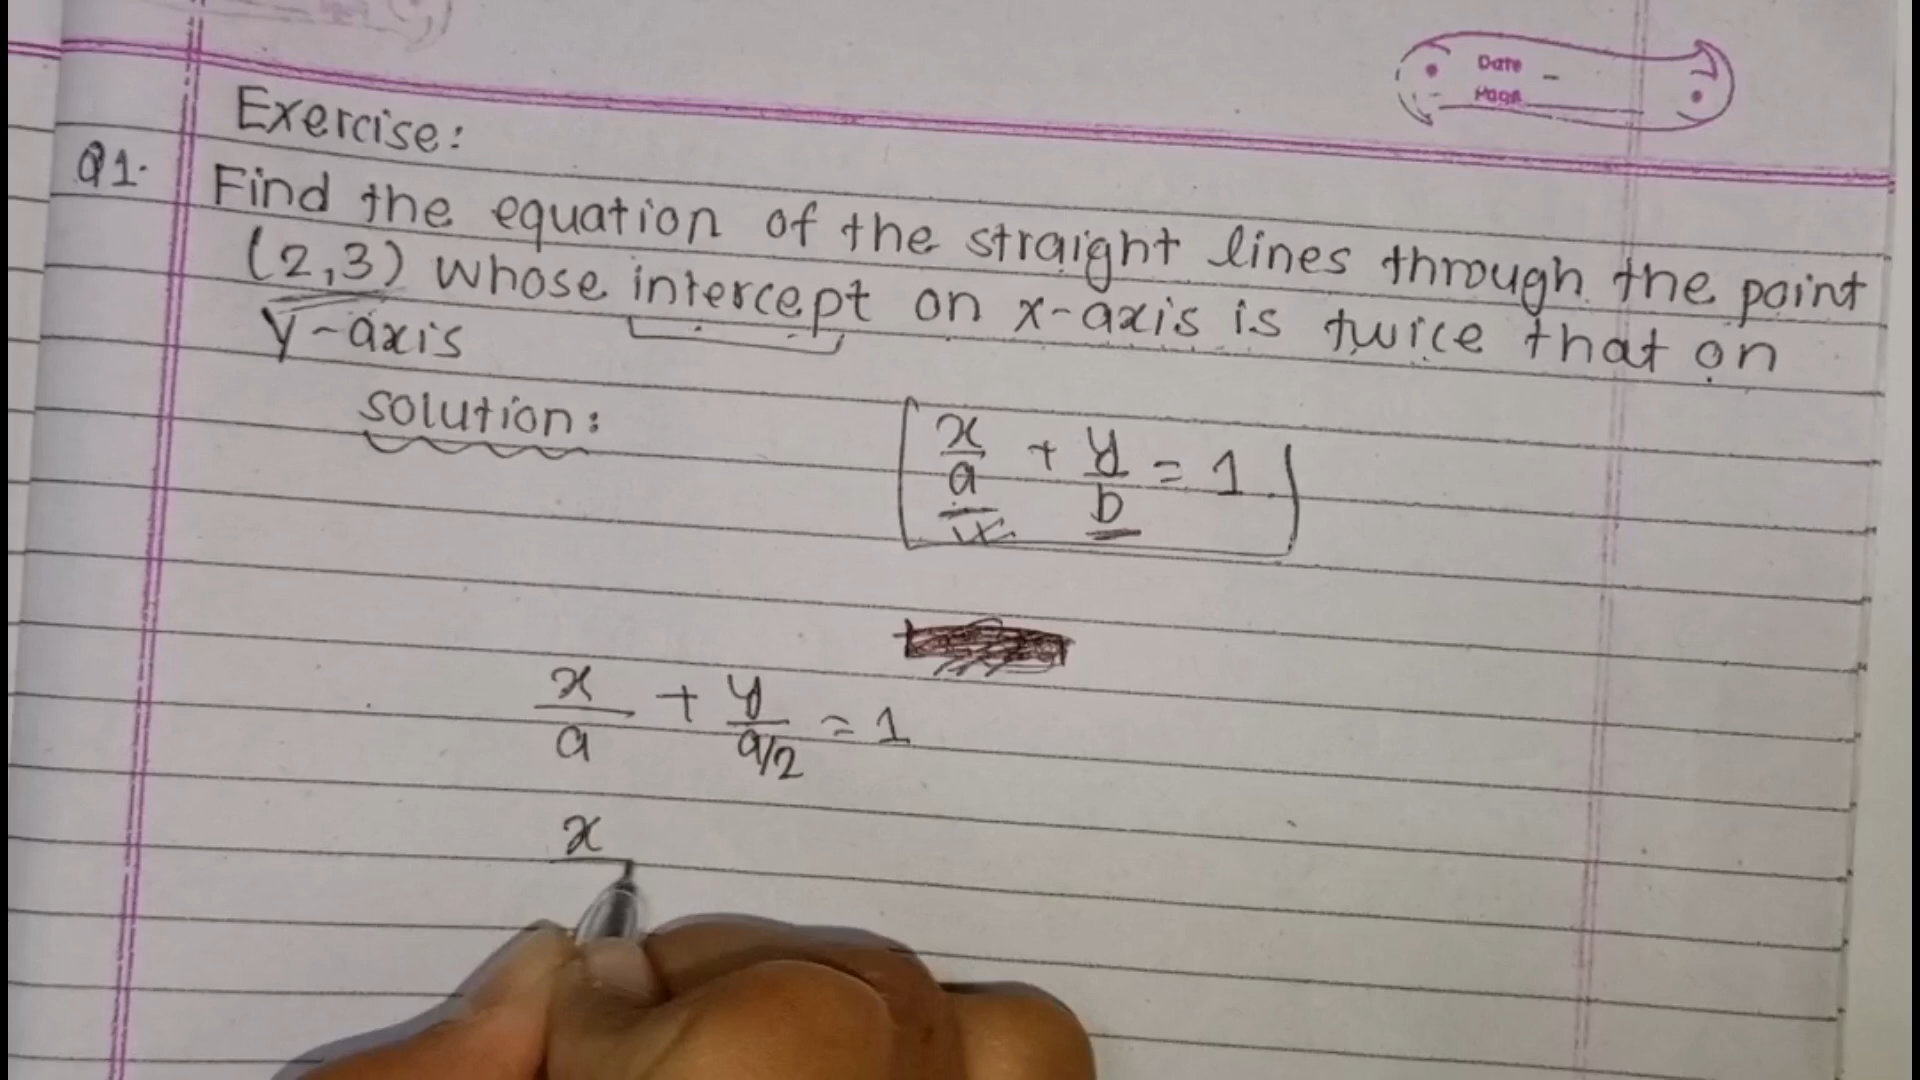 Date
Page
Exercise:
Q1. Find the equation of the straight lines through the point
(2,3) whose intercept on x-axis is twice that on
Y-axis
solution:
x/a + y/b = 1
x/a + y/(a/2) = 1
x